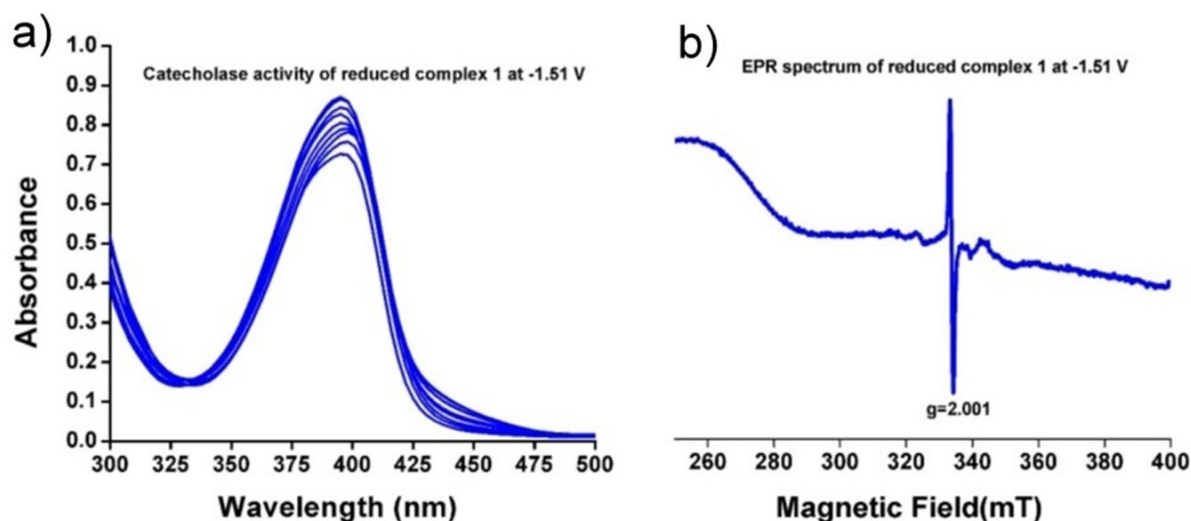 a)
Catecholase activity of reduced complex 1 at -1.51 V
Absorbance
1.0
0.9
0.8
0.7
0.6
0.5
0.4
0.3
0.2
0.1
0.0
300 325 350 375 400 425 450 475 500
Wavelength (nm)
b)
EPR spectrum of reduced complex 1 at -1.51 V
g=2.001
260 280 300 320 340 360 380 400
Magnetic Field(mT)